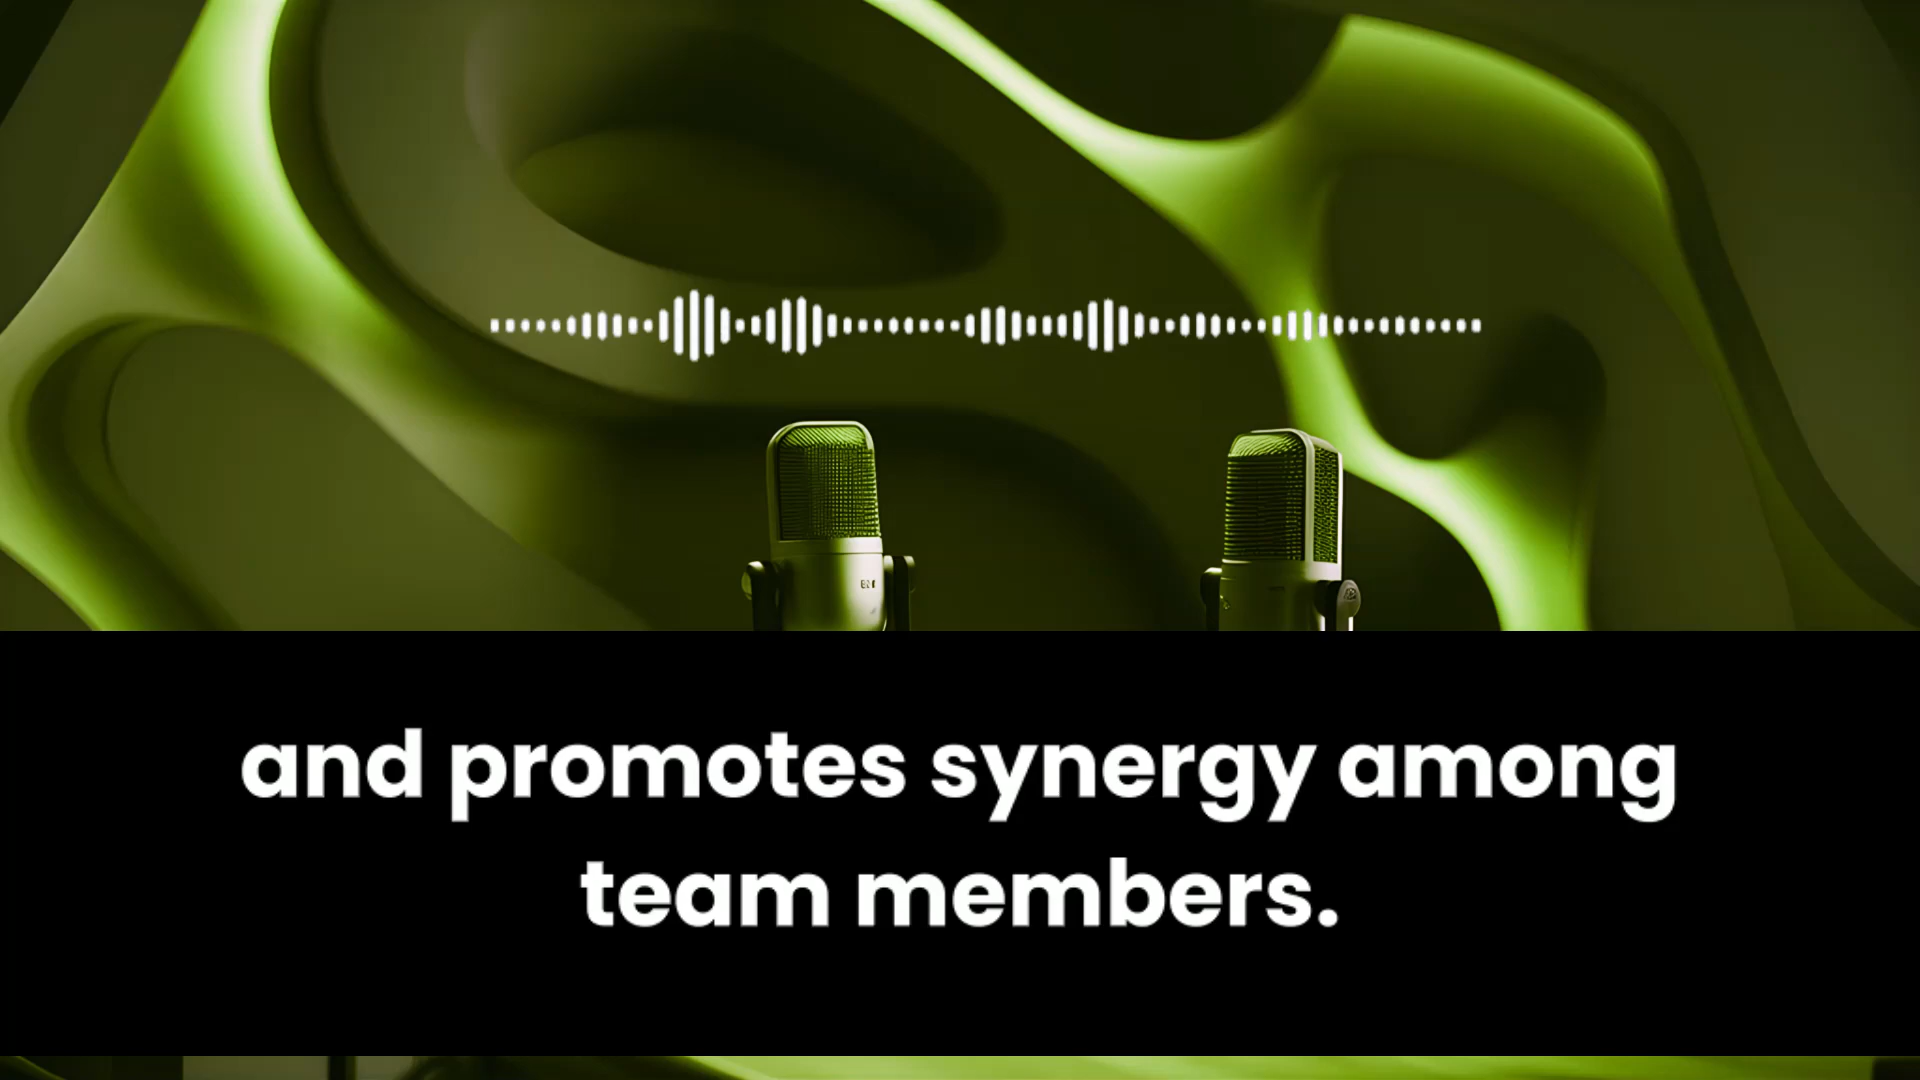 and promotes synergy among
team members.